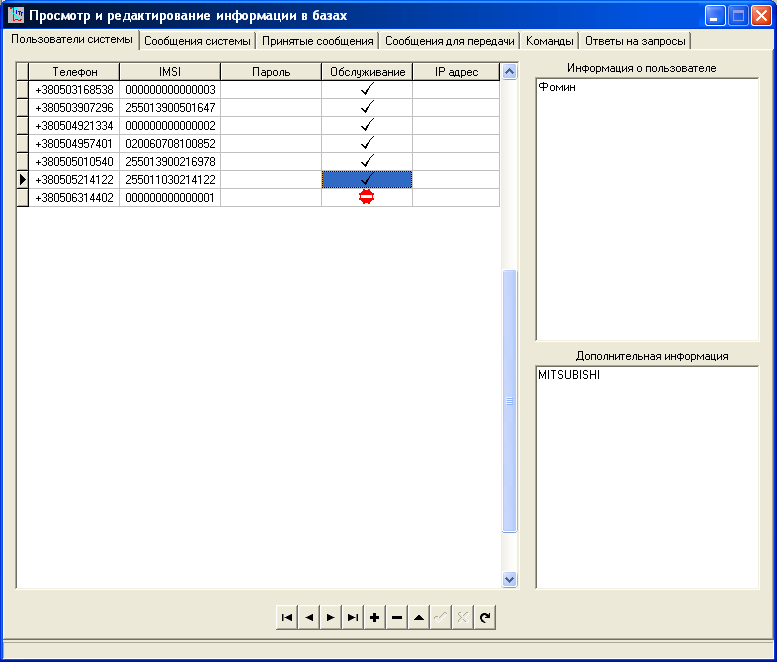 Просмотр и редактирование информации в базах
Пользователи системы Сообщения системы Принятые сообщения Сообщения для передачи Команды Ответы на запросы
Телефон IMSI Пароль Обслуживание IP адрес
+380503168538 000000000000003
+380503907296 255013900501647
+380504921334 000000000000002
+380504957401 020060708100852
+380505010540 255013900216978
+380505214122 255011030214122
+380506314402 000000000000001
Информация о пользователе
Фомин
Дополнительная информация
MITSUBISHI